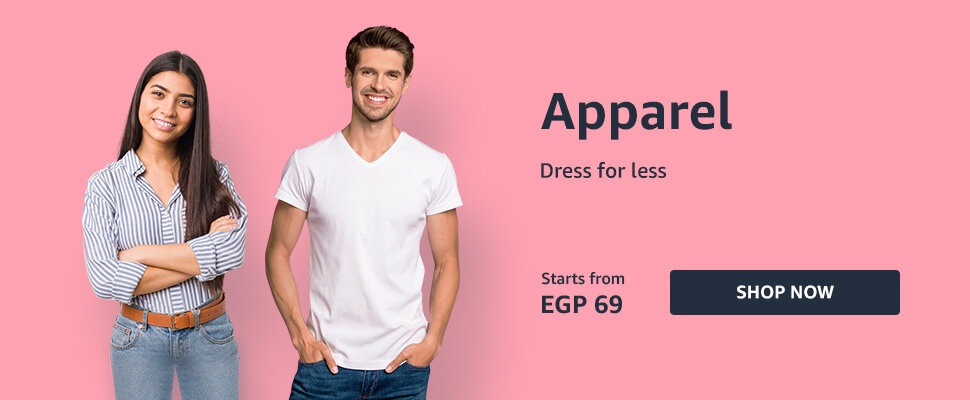 Apparel
Dress for less
Starts from
EGP 69
SHOP NOW